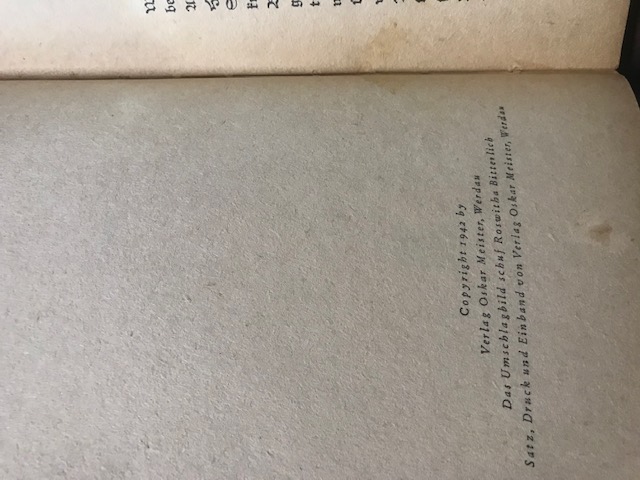 Copyright 1942 by
Verlag Oskar Meister, Werdau
Das Umschlagbild schuf Roswitha Bitterlich
Satz, Druck und Einband von Verlag Oskar Meister, Werdau